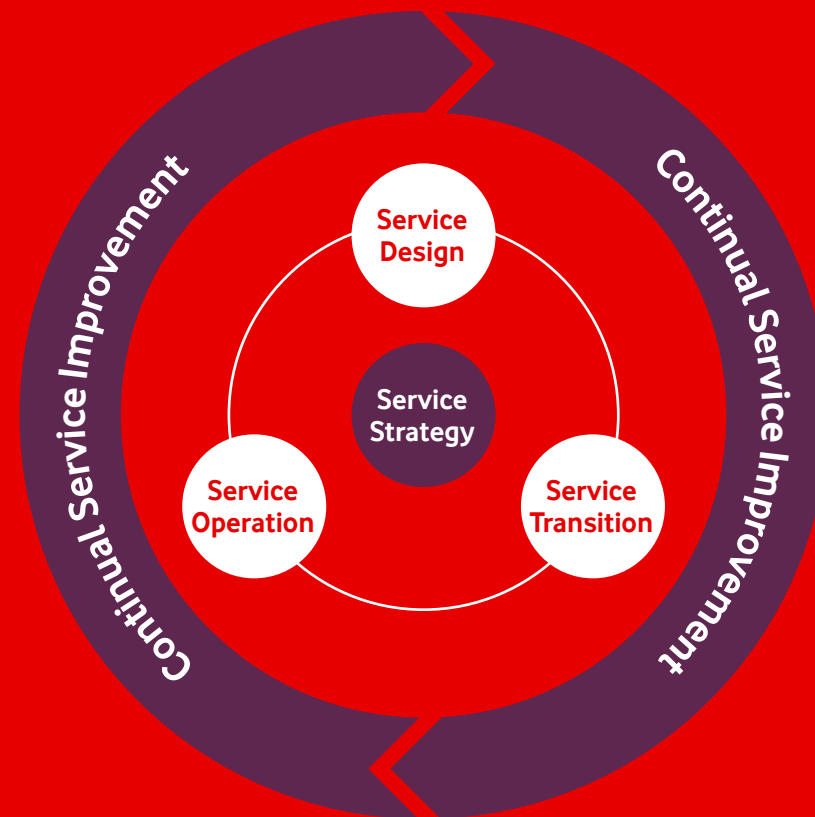 Continual Service Improvement
Continual Service Improvement
Service
Design
Service
Strategy
Service
Operation
Service
Transition